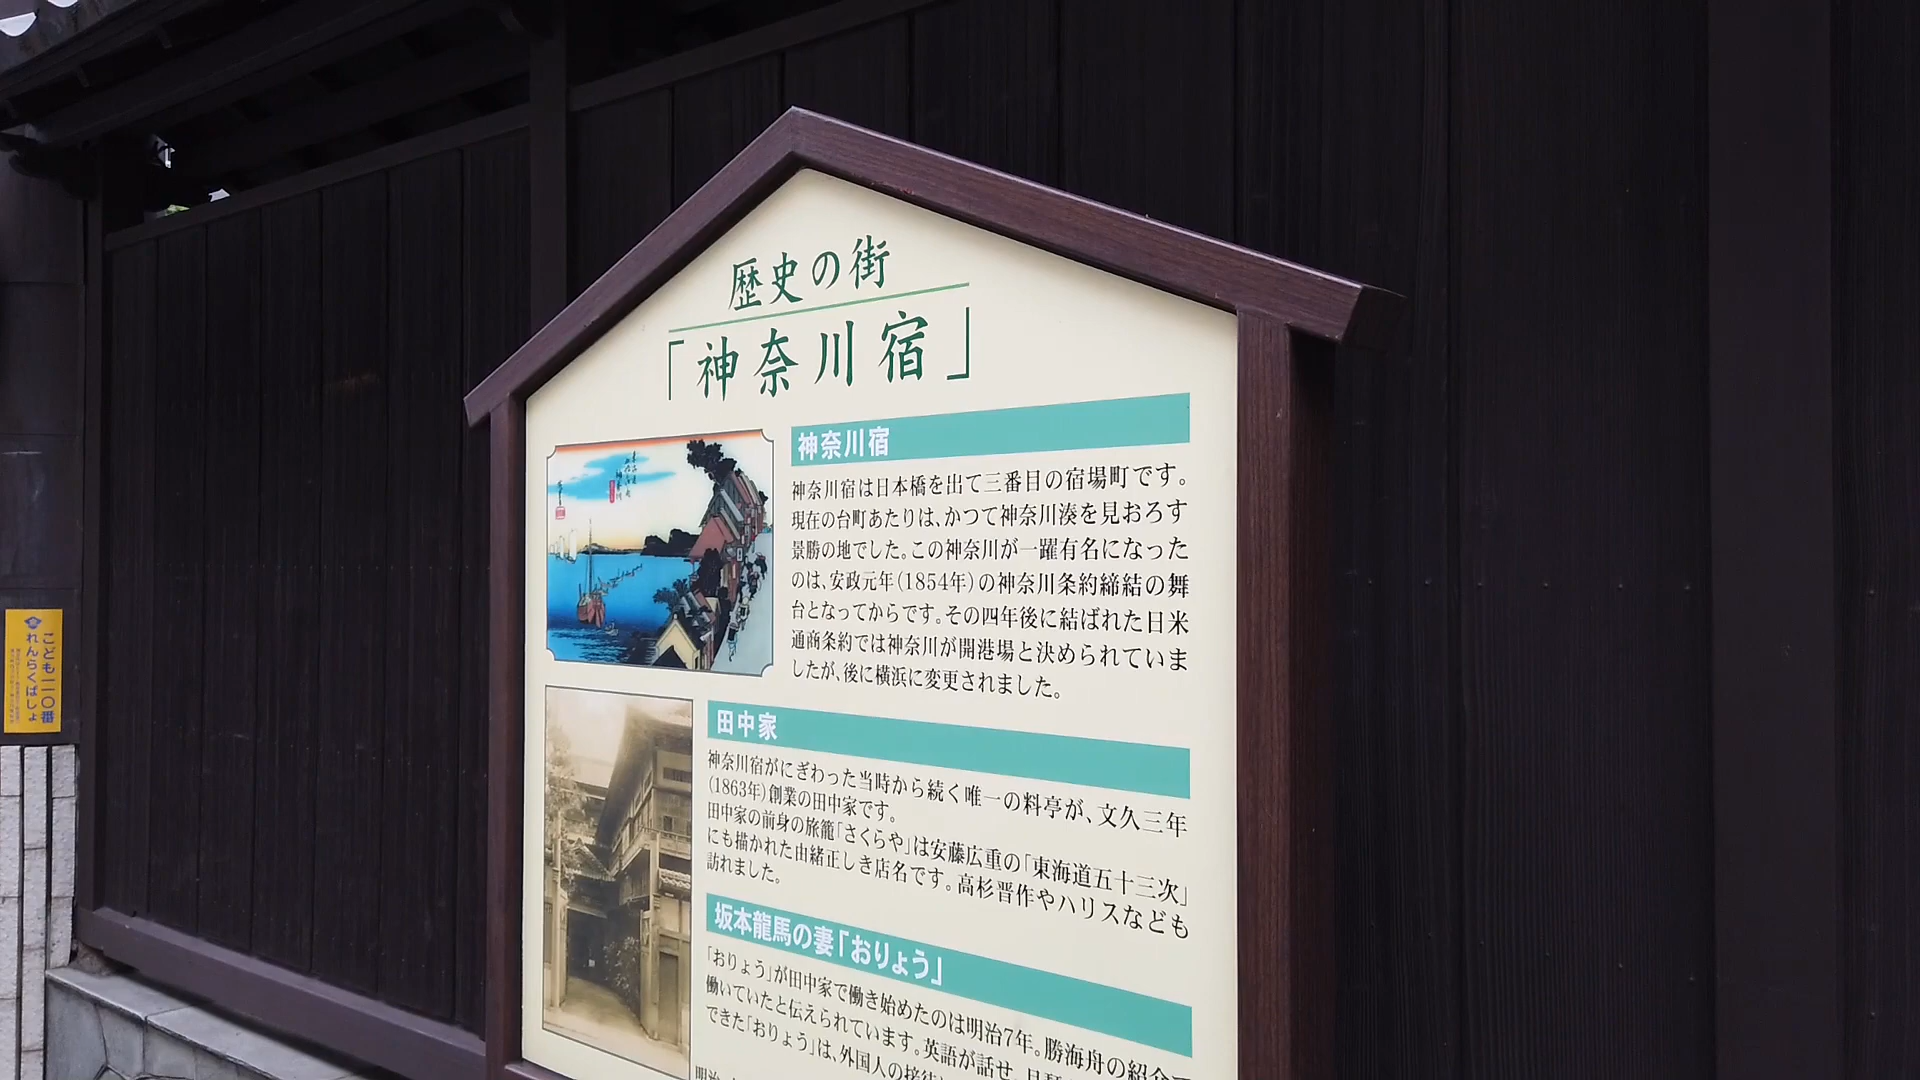 歴史の街
「神奈川宿」
神奈川宿
神奈川宿は日本橋を出て三番目の宿場町です。
現在の台町あたりは、かつて神奈川湊を見おろす
景勝の地でした。この神奈川が一躍有名になった
のは、安政元年(1854年)の神奈川条約締結の舞
台となってからです。その四年後に結ばれた日米
通商条約では神奈川が開港場と決められていま
したが、後に横浜に変更されました。
田中家
神奈川宿がにぎわった当時から続く唯一の料亭が、文久三年
(1863年)創業の田中家です。
田中家の前身の旅籠「さくらや」は安藤広重の「東海道五十三次」
にも描かれた由緒正しき店名です。高杉晋作やハリスなども
訪れました。
坂本龍馬の妻「おりょう」
「おりょう」が田中家で働き始めたのは明治7年。勝海舟の紹介で
働いていたと伝えられています。英語が話せ、
できた「おりょう」は、外国人の接待に
明治
こども一一〇番
れんらくばしょ